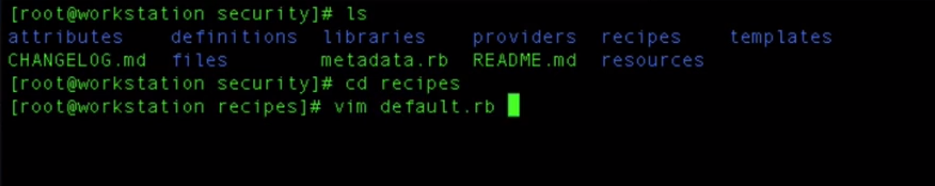 [root@workstation security]# ls
attributes definitions libraries providers recipes templates
CHANGELOG.md files metadata.rb README.md resources
[root@workstation security]# cd recipes
[root@workstation recipes]# vim default.rb